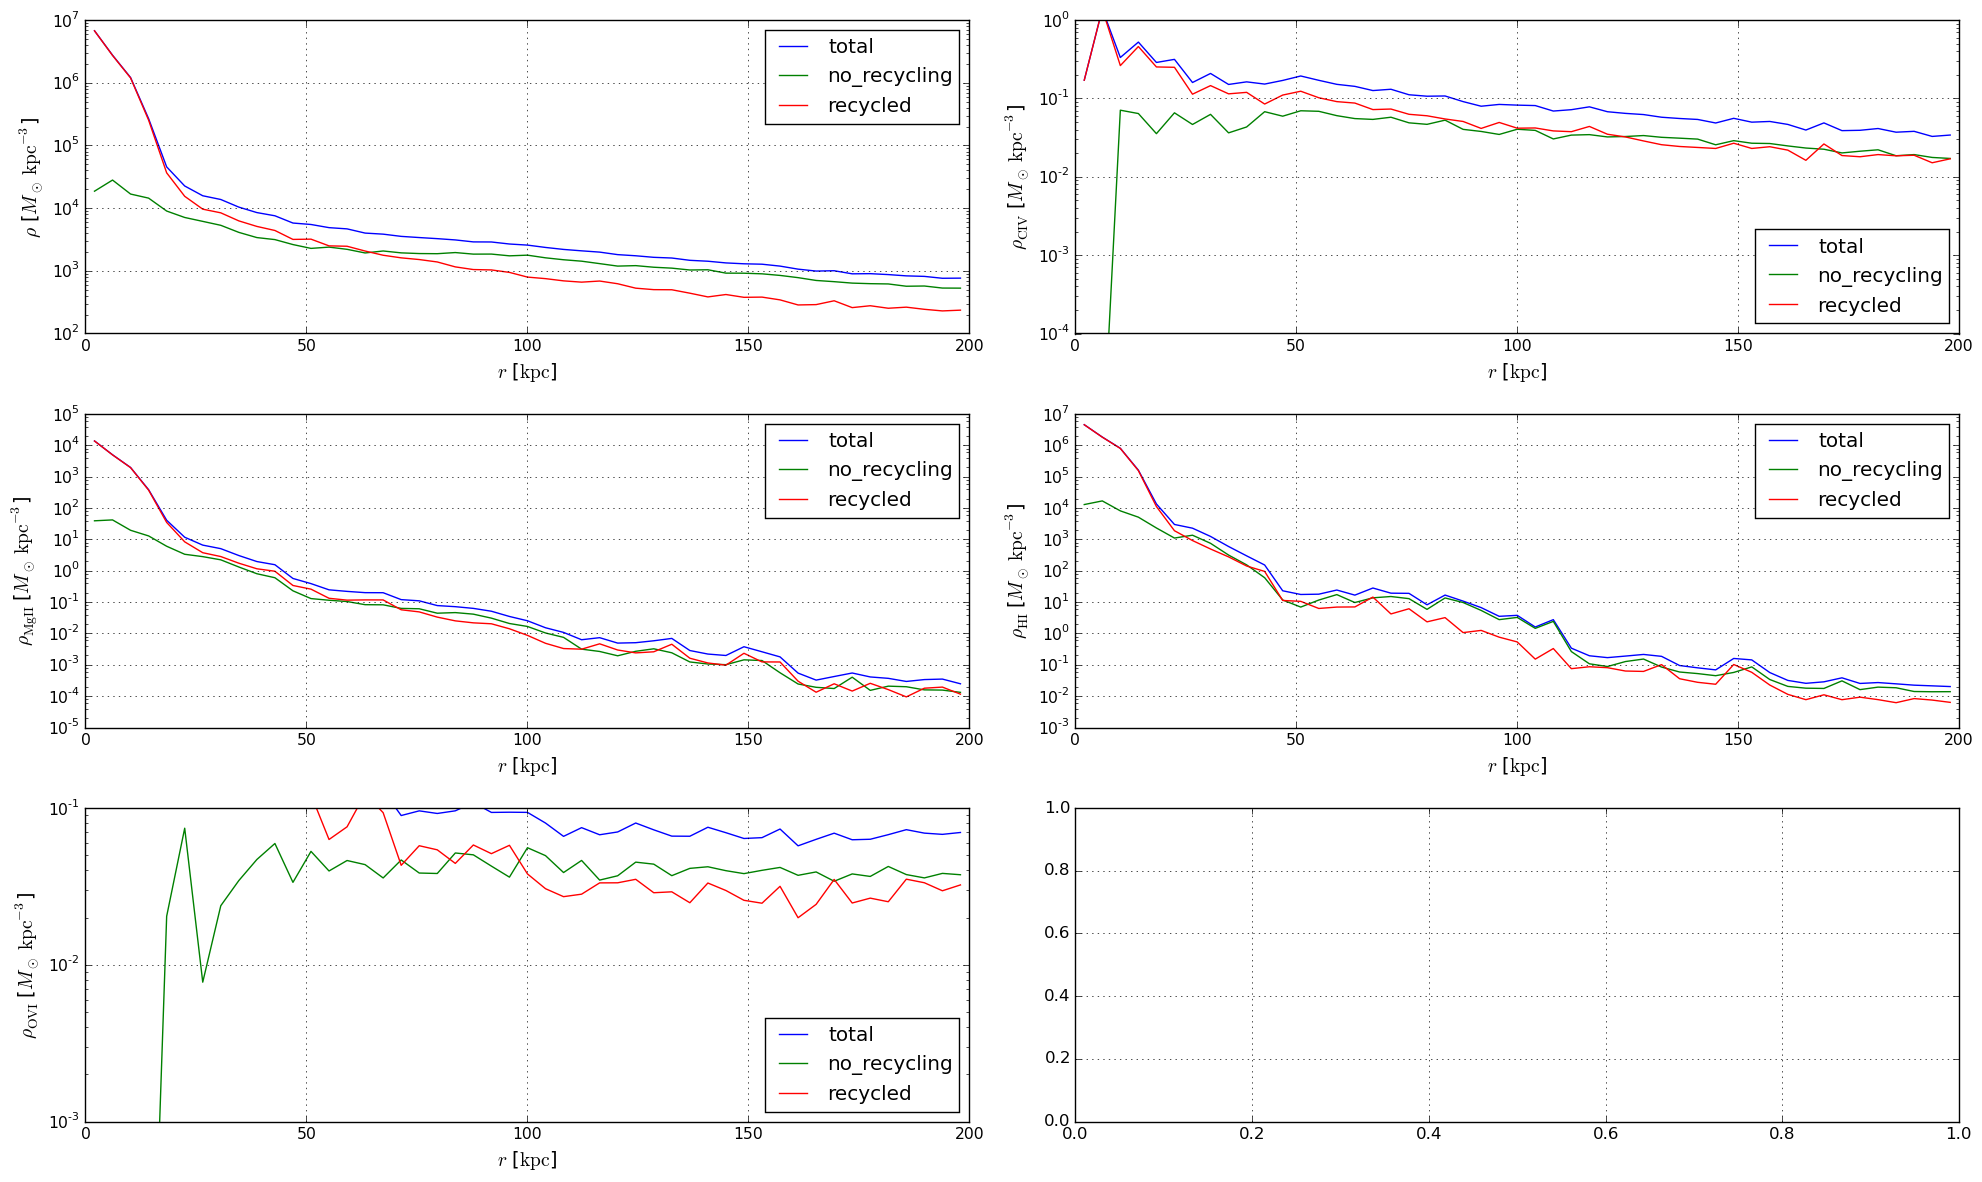 10^7
10^6
10^5
10^4
10^3
10^2
ρ [M_⊙ kpc^{-3}]
0 50 100 150 200
r [kpc]
total
no_recycling
recycled
10^0
10^-1
10^-2
10^-3
10^-4
ρ_CIV [M_⊙ kpc^{-3}]
0 50 100 150 200
r [kpc]
total
no_recycling
recycled
10^5
10^4
10^3
10^2
10^1
10^0
10^-1
10^-2
10^-3
10^-4
10^-5
ρ_MgII [M_⊙ kpc^{-3}]
0 50 100 150 200
r [kpc]
total
no_recycling
recycled
10^7
10^6
10^5
10^4
10^3
10^2
10^1
10^0
10^-1
10^-2
10^-3
ρ_HI [M_⊙ kpc^{-3}]
0 50 100 150 200
r [kpc]
total
no_recycling
recycled
10^-1
10^-2
10^-3
ρ_OVI [M_⊙ kpc^{-3}]
0 50 100 150 200
r [kpc]
total
no_recycling
recycled
1.0
0.8
0.6
0.4
0.2
0.0
0.0 0.2 0.4 0.6 0.8 1.0